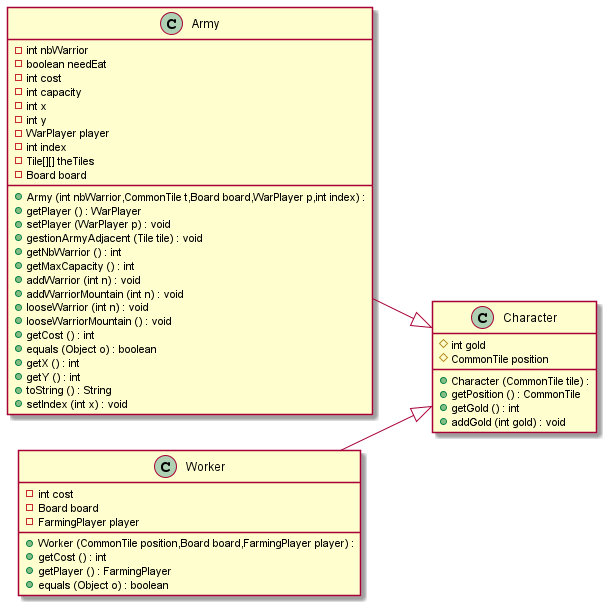 C Army
int nbWarrior
boolean needEat
int cost
int capacity
int x
int y
WarPlayer player
int index
Tile[][] theTiles
Board board
Army (int nbWarrior,CommonTile t,Board board,WarPlayer p,int index) :
getPlayer () : WarPlayer
setPlayer (WarPlayer p) : void
gestionArmyAdjacent (Tile tile) : void
getNbWarrior () : int
getMaxCapacity () : int
addWarrior (int n) : void
addWarriorMountain (int n) : void
looseWarrior (int n) : void
looseWarriorMountain () : void
getCost () : int
equals (Object o) : boolean
getX () : int
getY () : int
toString () : String
setIndex (int x) : void
C Character
int gold
CommonTile position
Character (CommonTile tile) :
getPosition () : CommonTile
getGold () : int
addGold (int gold) : void
C Worker
int cost
Board board
FarmingPlayer player
Worker (CommonTile position,Board board,FarmingPlayer player) :
getCost () : int
getPlayer () : FarmingPlayer
equals (Object o) : boolean